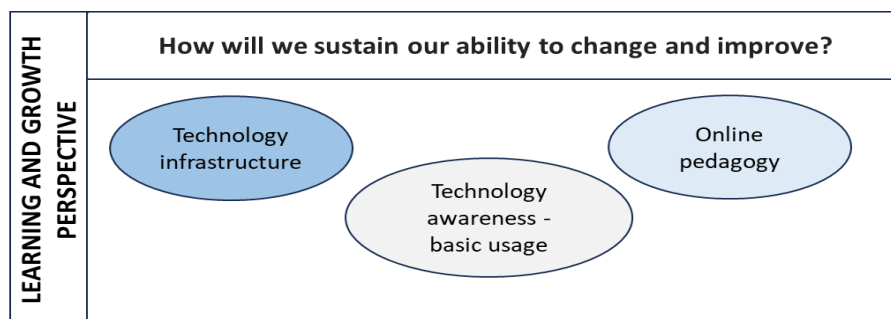 LEARNING AND GROWTH
PERSPECTIVE
How will we sustain our ability to change and improve?
Technology
infrastructure
Technology
awareness -
basic usage
Online
pedagogy